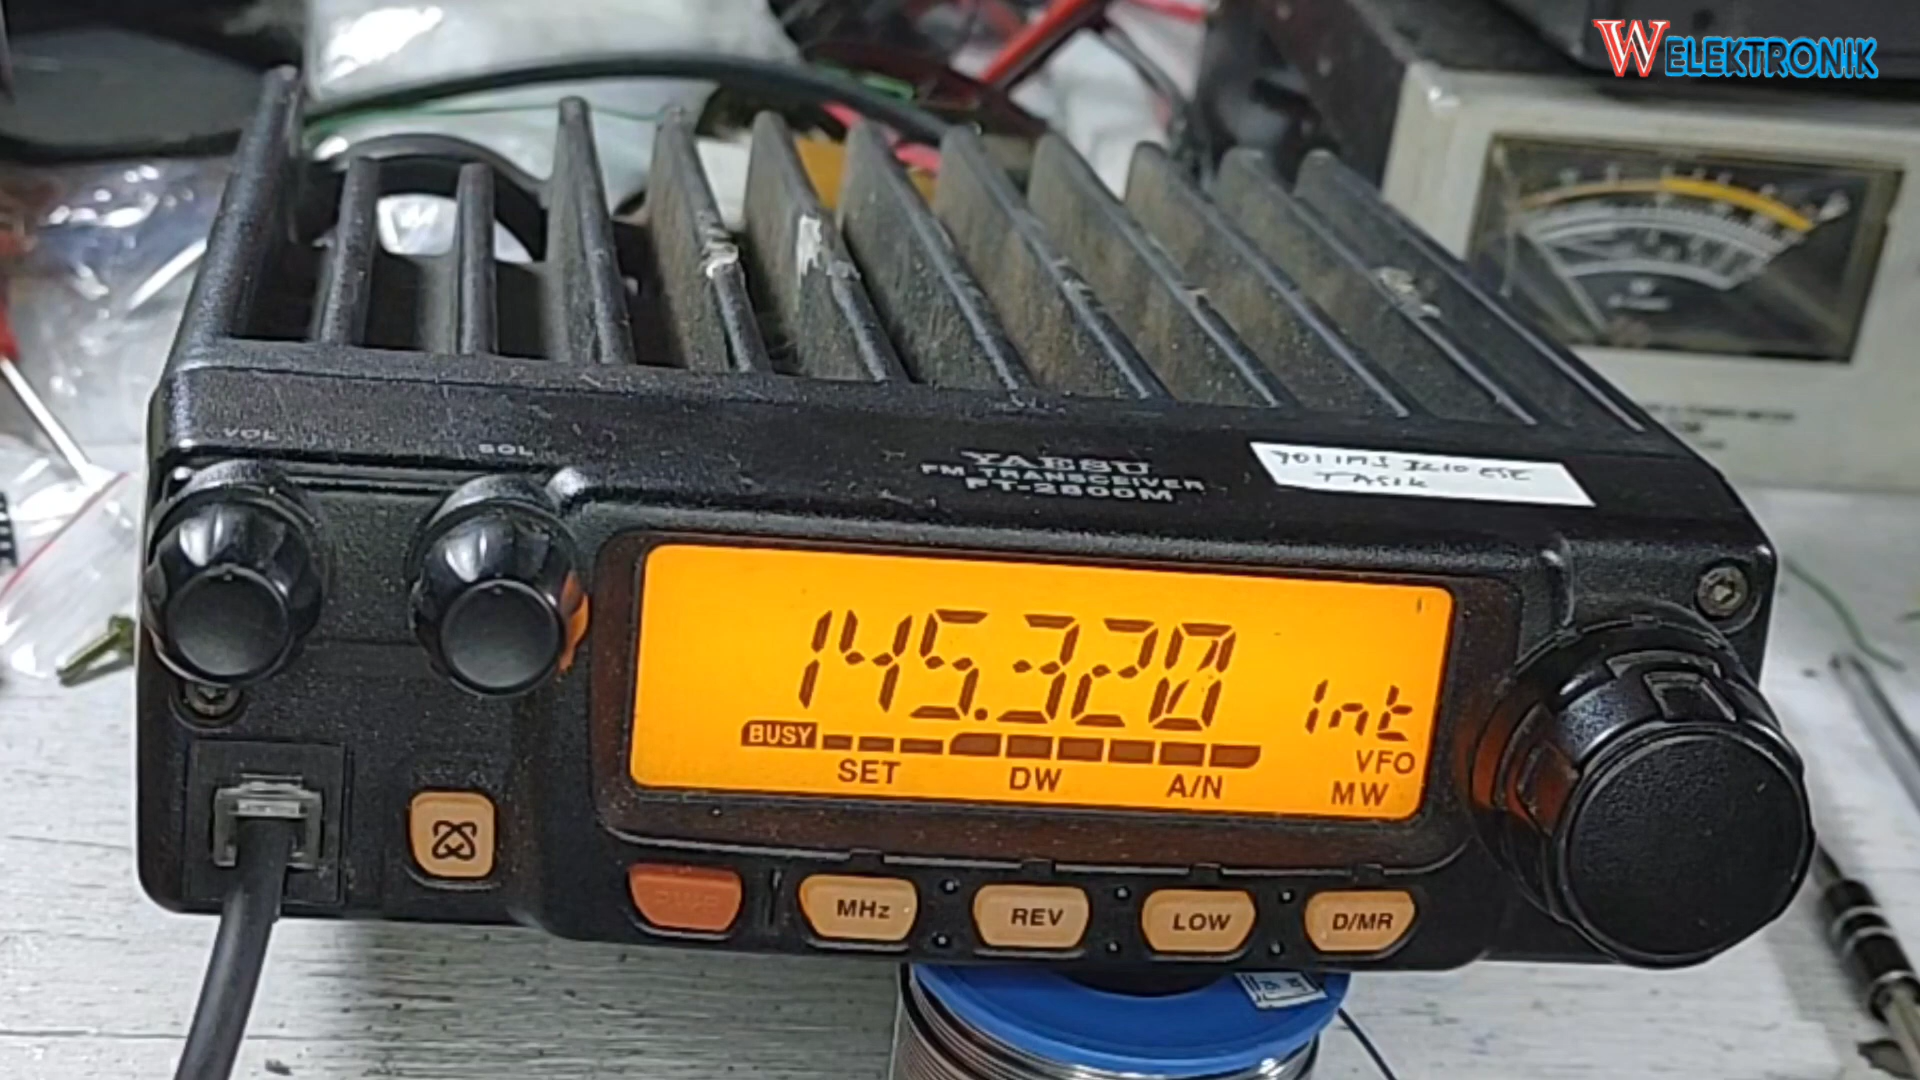 WELEKTRONIK
VOL
SQL
YAESU
FM TRANSCEIVER
FT-2800M
TASIK
145.320
Int
BUSY
VFO
SET DW A/N MW
MHz REV LOW D/MR